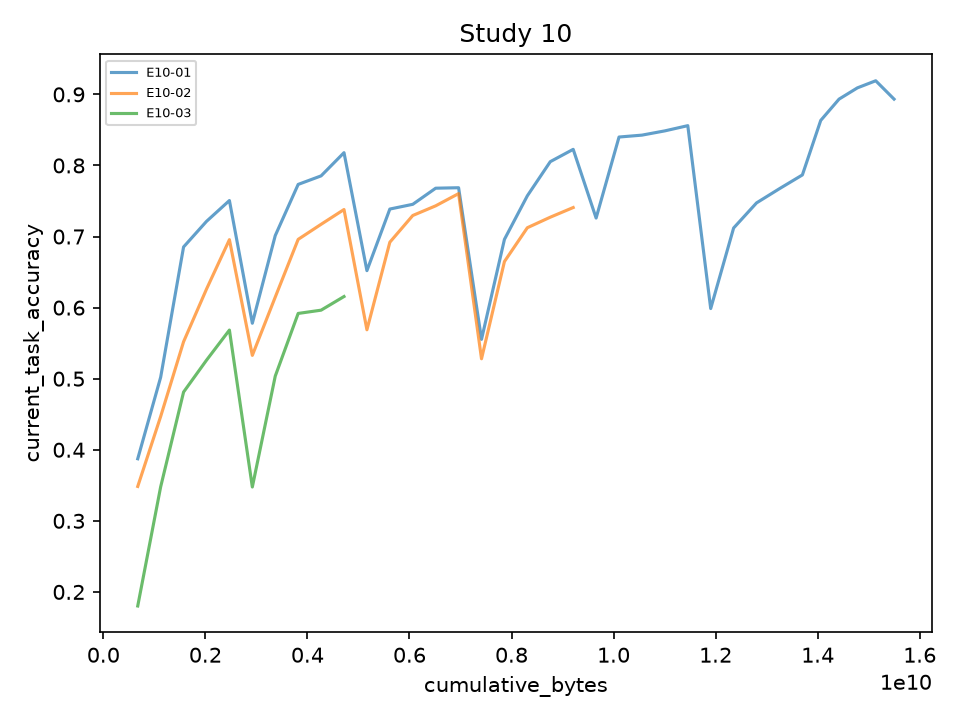 Study 10
E10-01
E10-02
E10-03
current_task_accuracy
0.9
0.8
0.7
0.6
0.5
0.4
0.3
0.2
0.0 0.2 0.4 0.6 0.8 1.0 1.2 1.4 1.6
1e10
cumulative_bytes